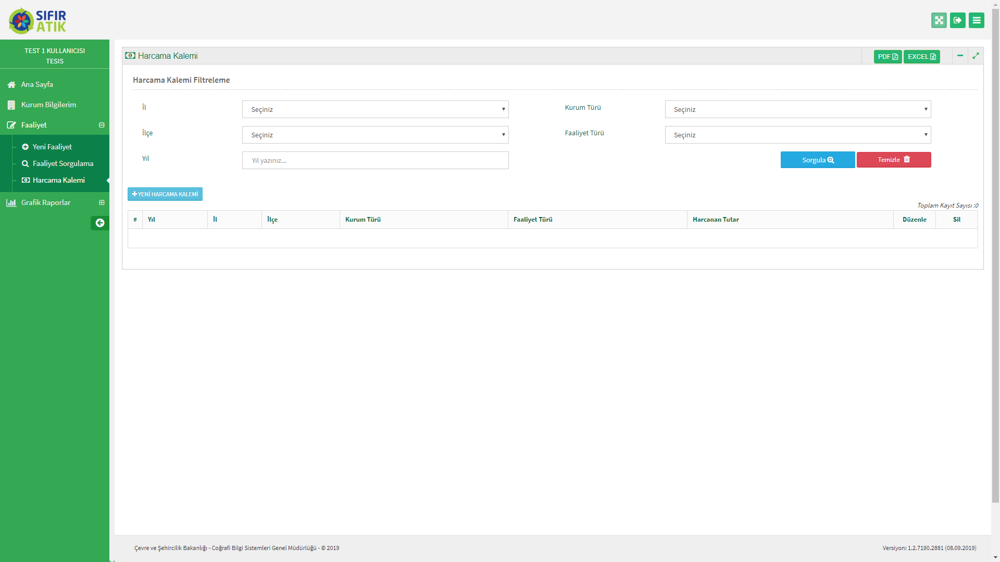 SIFIR
ATIK
TEST 1 KULLANICISI
TESIS
Ana Sayfa
Kurum Bilgilerim
Faaliyet
Yeni Faaliyet
Faaliyet Sorgulama
Harcama Kalemi
Grafik Raporlar
Harcama Kalemi
PDF EXCEL
Harcama Kalemi Filtreleme
İl Seçiniz Kurum Türü Seçiniz
İlçe Seçiniz Faaliyet Türü Seçiniz
Yıl Yıl yazınız... Sorgula Temizle
YENİ HARCAMA KALEMİ
Toplam Kayıt Sayısı :0
# Yıl İl İlçe Kurum Türü Faaliyet Türü Harcanan Tutar Düzenle Sil
Çevre ve Şehircilik Bakanlığı - Coğrafi Bilgi Sistemleri Genel Müdürlüğü - © 2019
Versiyon: 1.2.7190.2881 (08.09.2019)